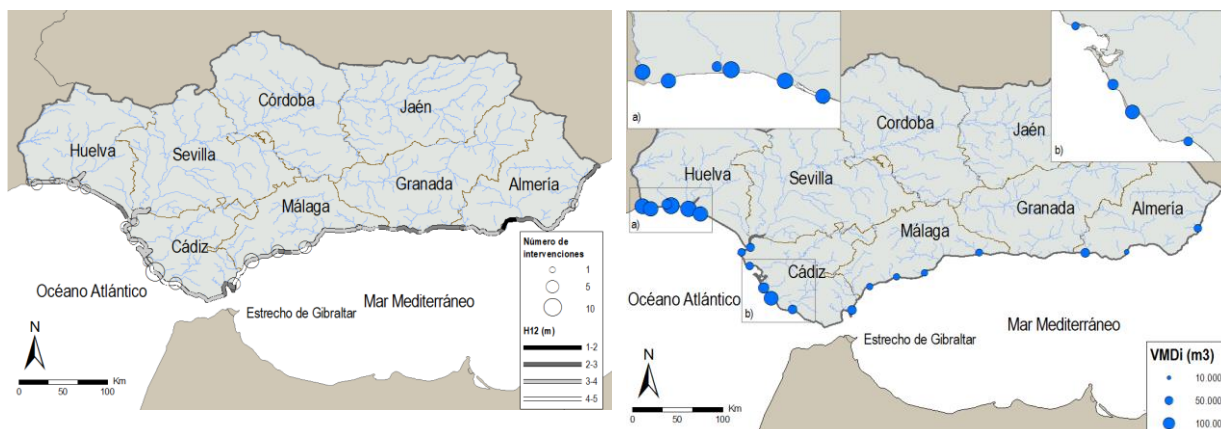 Córdoba
Jaén
Huelva
Sevilla
Granada
Almería
Málaga
Cádiz
Océano Atlántico
Mar Mediterráneo
Estrecho de Gibraltar
N
0 50 100
Km
Número de
intervenciones
1
5
10
H12 (m)
1-2
2-3
3-4
4-5
a)
b)
Cordoba
Jaén
Huelva
Sevilla
Granada
Almería
Málaga
Cádiz
a)
b)
Océano Atlántico
Mar Mediterráneo
Estrecho de Gibraltar
N
0 50 100
Km
VMDi (m3)
10.000
50.000
100.00